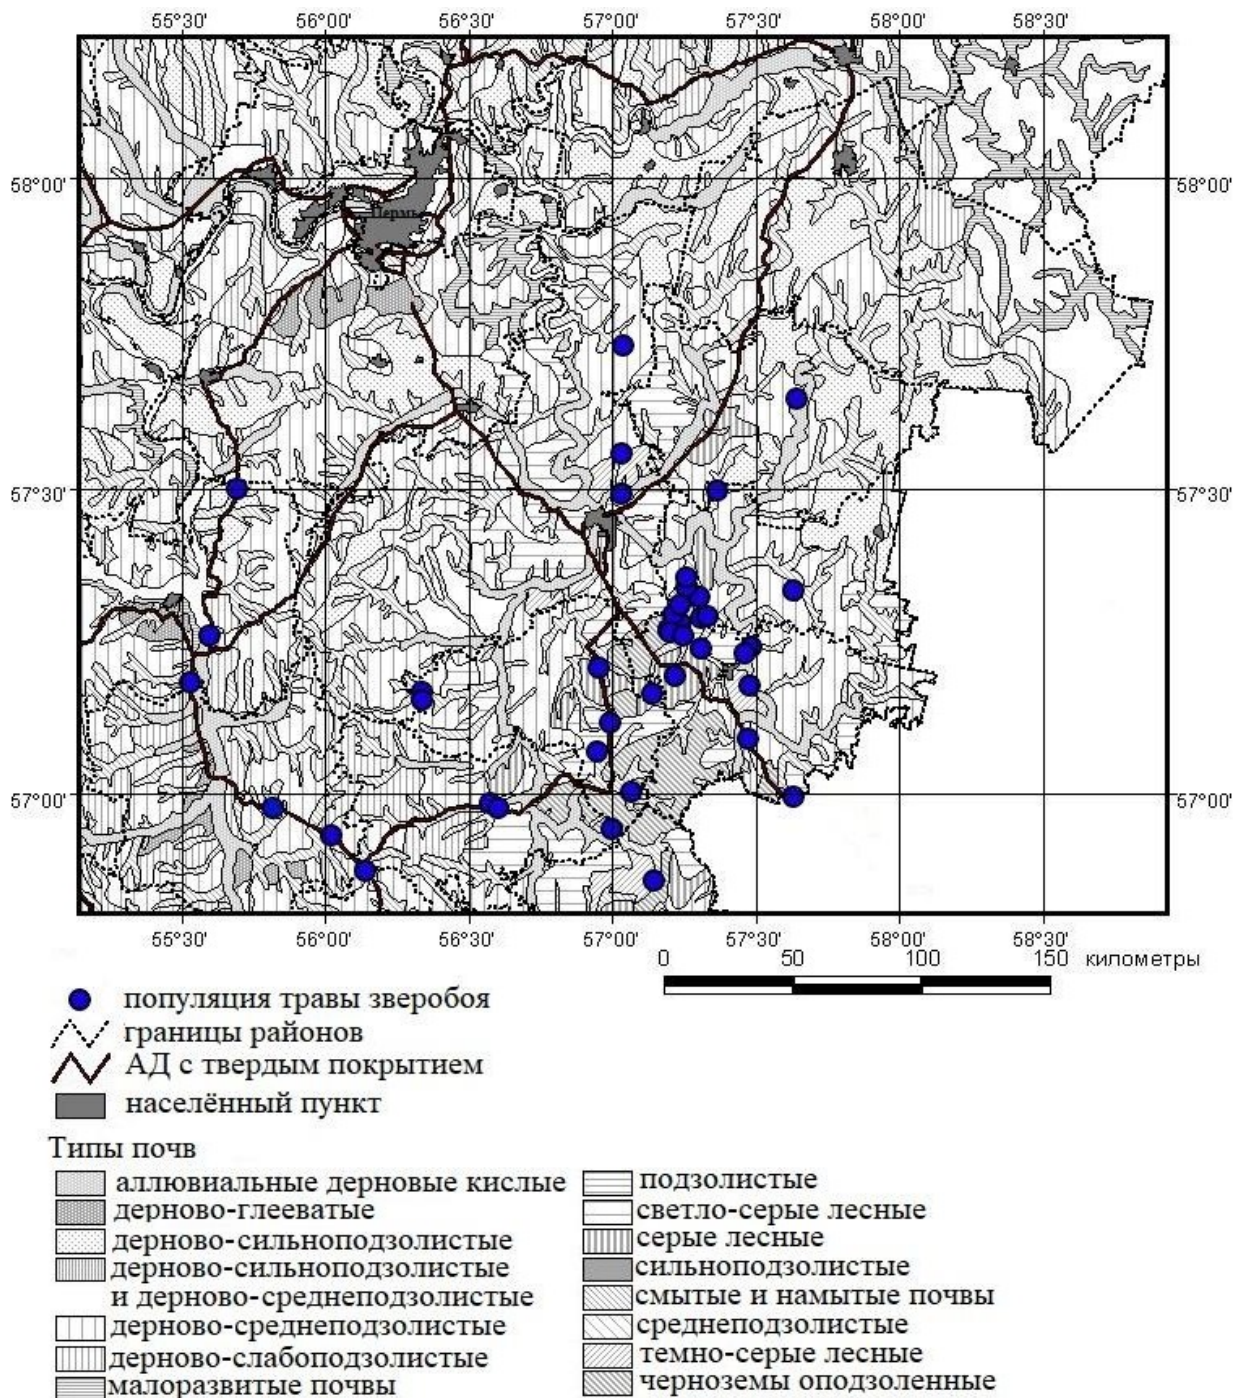 55°30' 56°00' 56°30' 57°00' 57°30' 58°00' 58°30'
58°00' 58°00'
Пермь
57°30' 57°30'
57°00' 57°00'
55°30' 56°00' 56°30' 57°00' 57°30' 58°00' 58°30'
0 50 100 150 километры
популяция травы зверобоя
границы районов
АД с твердым покрытием
населённый пункт
Типы почв
аллювиальные дерновые кислые
дерново-глееватые
дерново-сильноподзолистые
дерново-сильноподзолистые
и дерново-среднеподзолистые
дерново-среднеподзолистые
дерново-слабоподзолистые
малоразвитые почвы
подзолистые
светло-серые лесные
серые лесные
сильноподзолистые
смытые и намытые почвы
среднеподзолистые
темно-серые лесные
черноземы оподзоленные